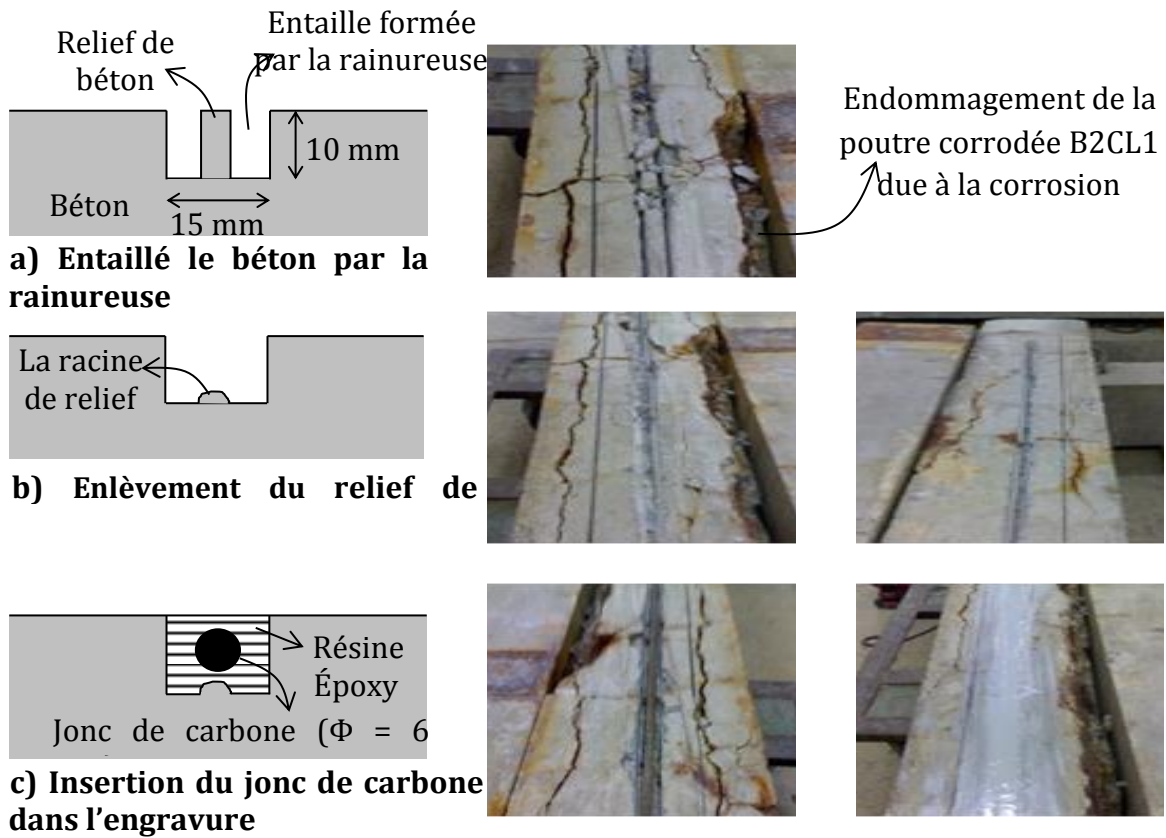 Relief de
béton
Entaille formée
par la rainureuse
10 mm
Béton
15 mm
a) Entaillé le béton par la
rainureuse
Endommagement de la
poutre corrodée B2CL1
due à la corrosion
La racine
de relief
b) Enlèvement du relief de
Résine
Époxy
Jonc de carbone (Φ = 6
c) Insertion du jonc de carbone
dans l'engravure